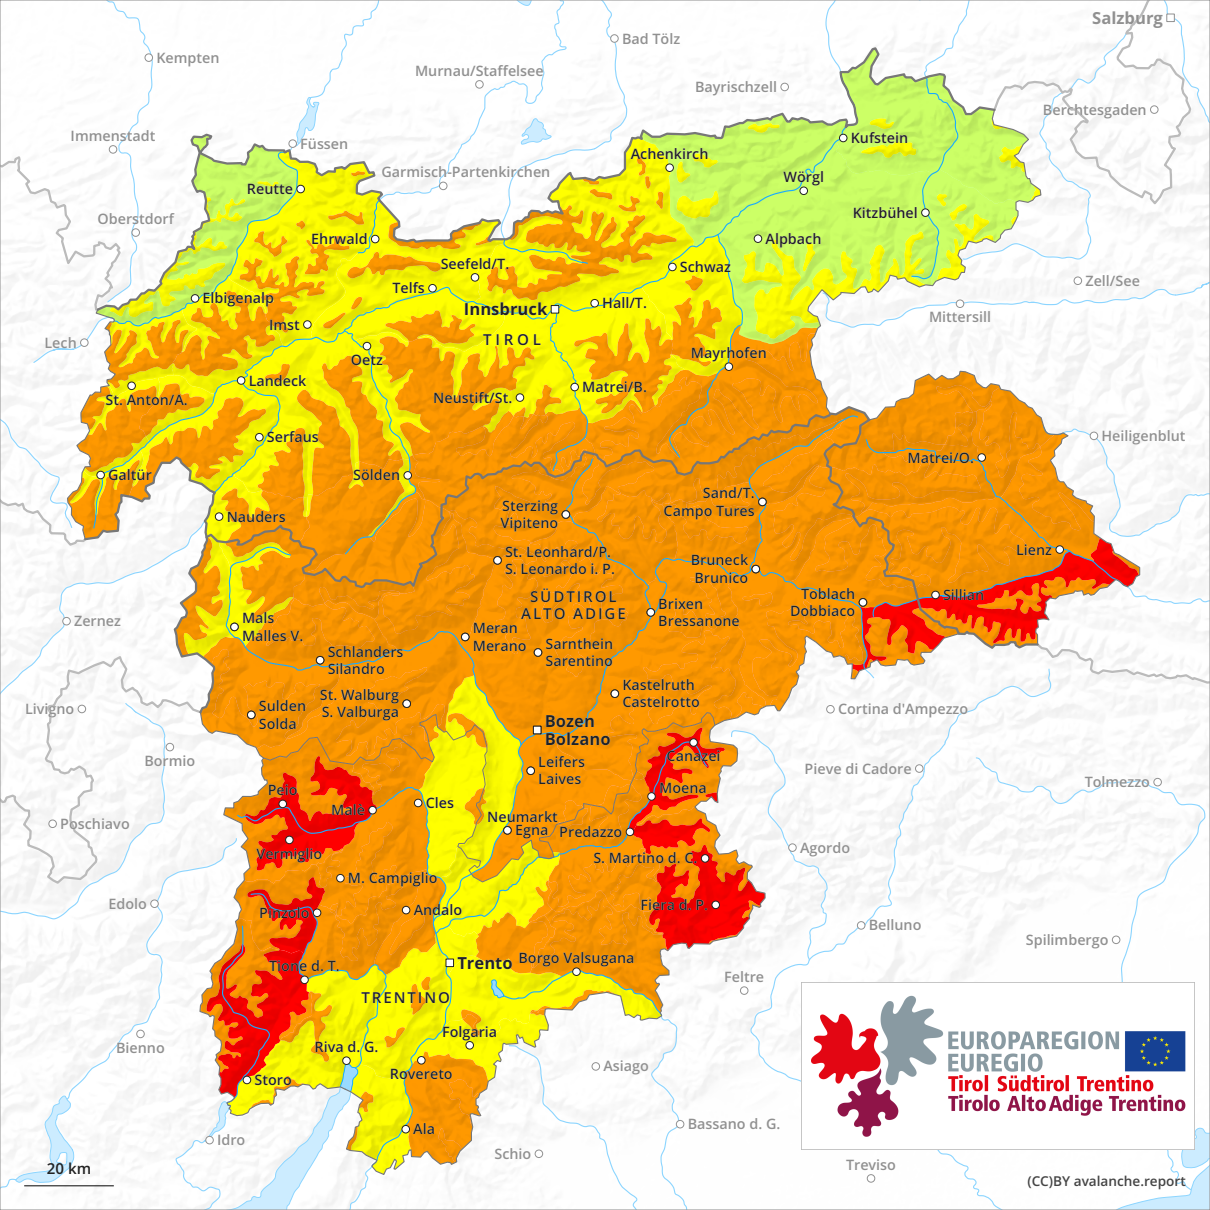 Salzburg
Bad Tölz
Kempten
Murnau/Staffelsee
Bayrischzell
Berchtesgaden
Immenstadt
Füssen
Kufstein
Achenkirch
Garmisch-Partenkirchen
Wörgl
Reutte
Oberstdorf
Kitzbühel
Ehrwald
Alpbach
Seefeld/T.
Schwaz
Zell/See
Telfs
Elbigenalp
Innsbruck
Hall/T.
Mittersill
Imst
Lech
TIROL
Oetz
Mayrhofen
Landeck
Matrei/B.
St. Anton/A.
Neustift/St.
Serfaus
Heiligenblut
Matrei/O.
Galtür
Sölden
Sand/T.
Campo Tures
Sterzing
Vipiteno
Nauders
St. Leonhard/P.
S. Leonardo i. P.
Bruneck
Brunico
Lienz
SÜDTIROL
ALTO ADIGE
Toblach
Dobbiaco
Sillian
Brixen
Bressanone
Zernez
Mals
Malles V.
Meran
Merano
Sarnthein
Sarentino
Schlanders
Silandro
Kastelruth
Castelrotto
St. Walburg
S. Valburga
Livigno
Sulden
Solda
Cortina d'Ampezzo
Bozen
Bolzano
Bormio
Canazei
Leifers
Laives
Pieve di Cadore
Tolmezzo
Peio
Moena
Malè
Cles
Neumarkt
Egna
Predazzo
Poschiavo
Agordo
Vermiglio
S. Martino d. C.
M. Campiglio
Edolo
Pinzolo
Andalo
Fiera d. P.
Belluno
Spilimbergo
Tione d. T.
Trento
Borgo Valsugana
Feltre
TRENTINO
Folgaria
Bienno
Riva d. G.
Rovereto
Asiago
Storo
EUROPAREGION
EUREGIO
Tirol Südtirol Trentino
Tirolo Alto Adige Trentino
Ala
Bassano d. G.
Idro
Schio
Treviso
20 km
(CC)BY avalanche.report